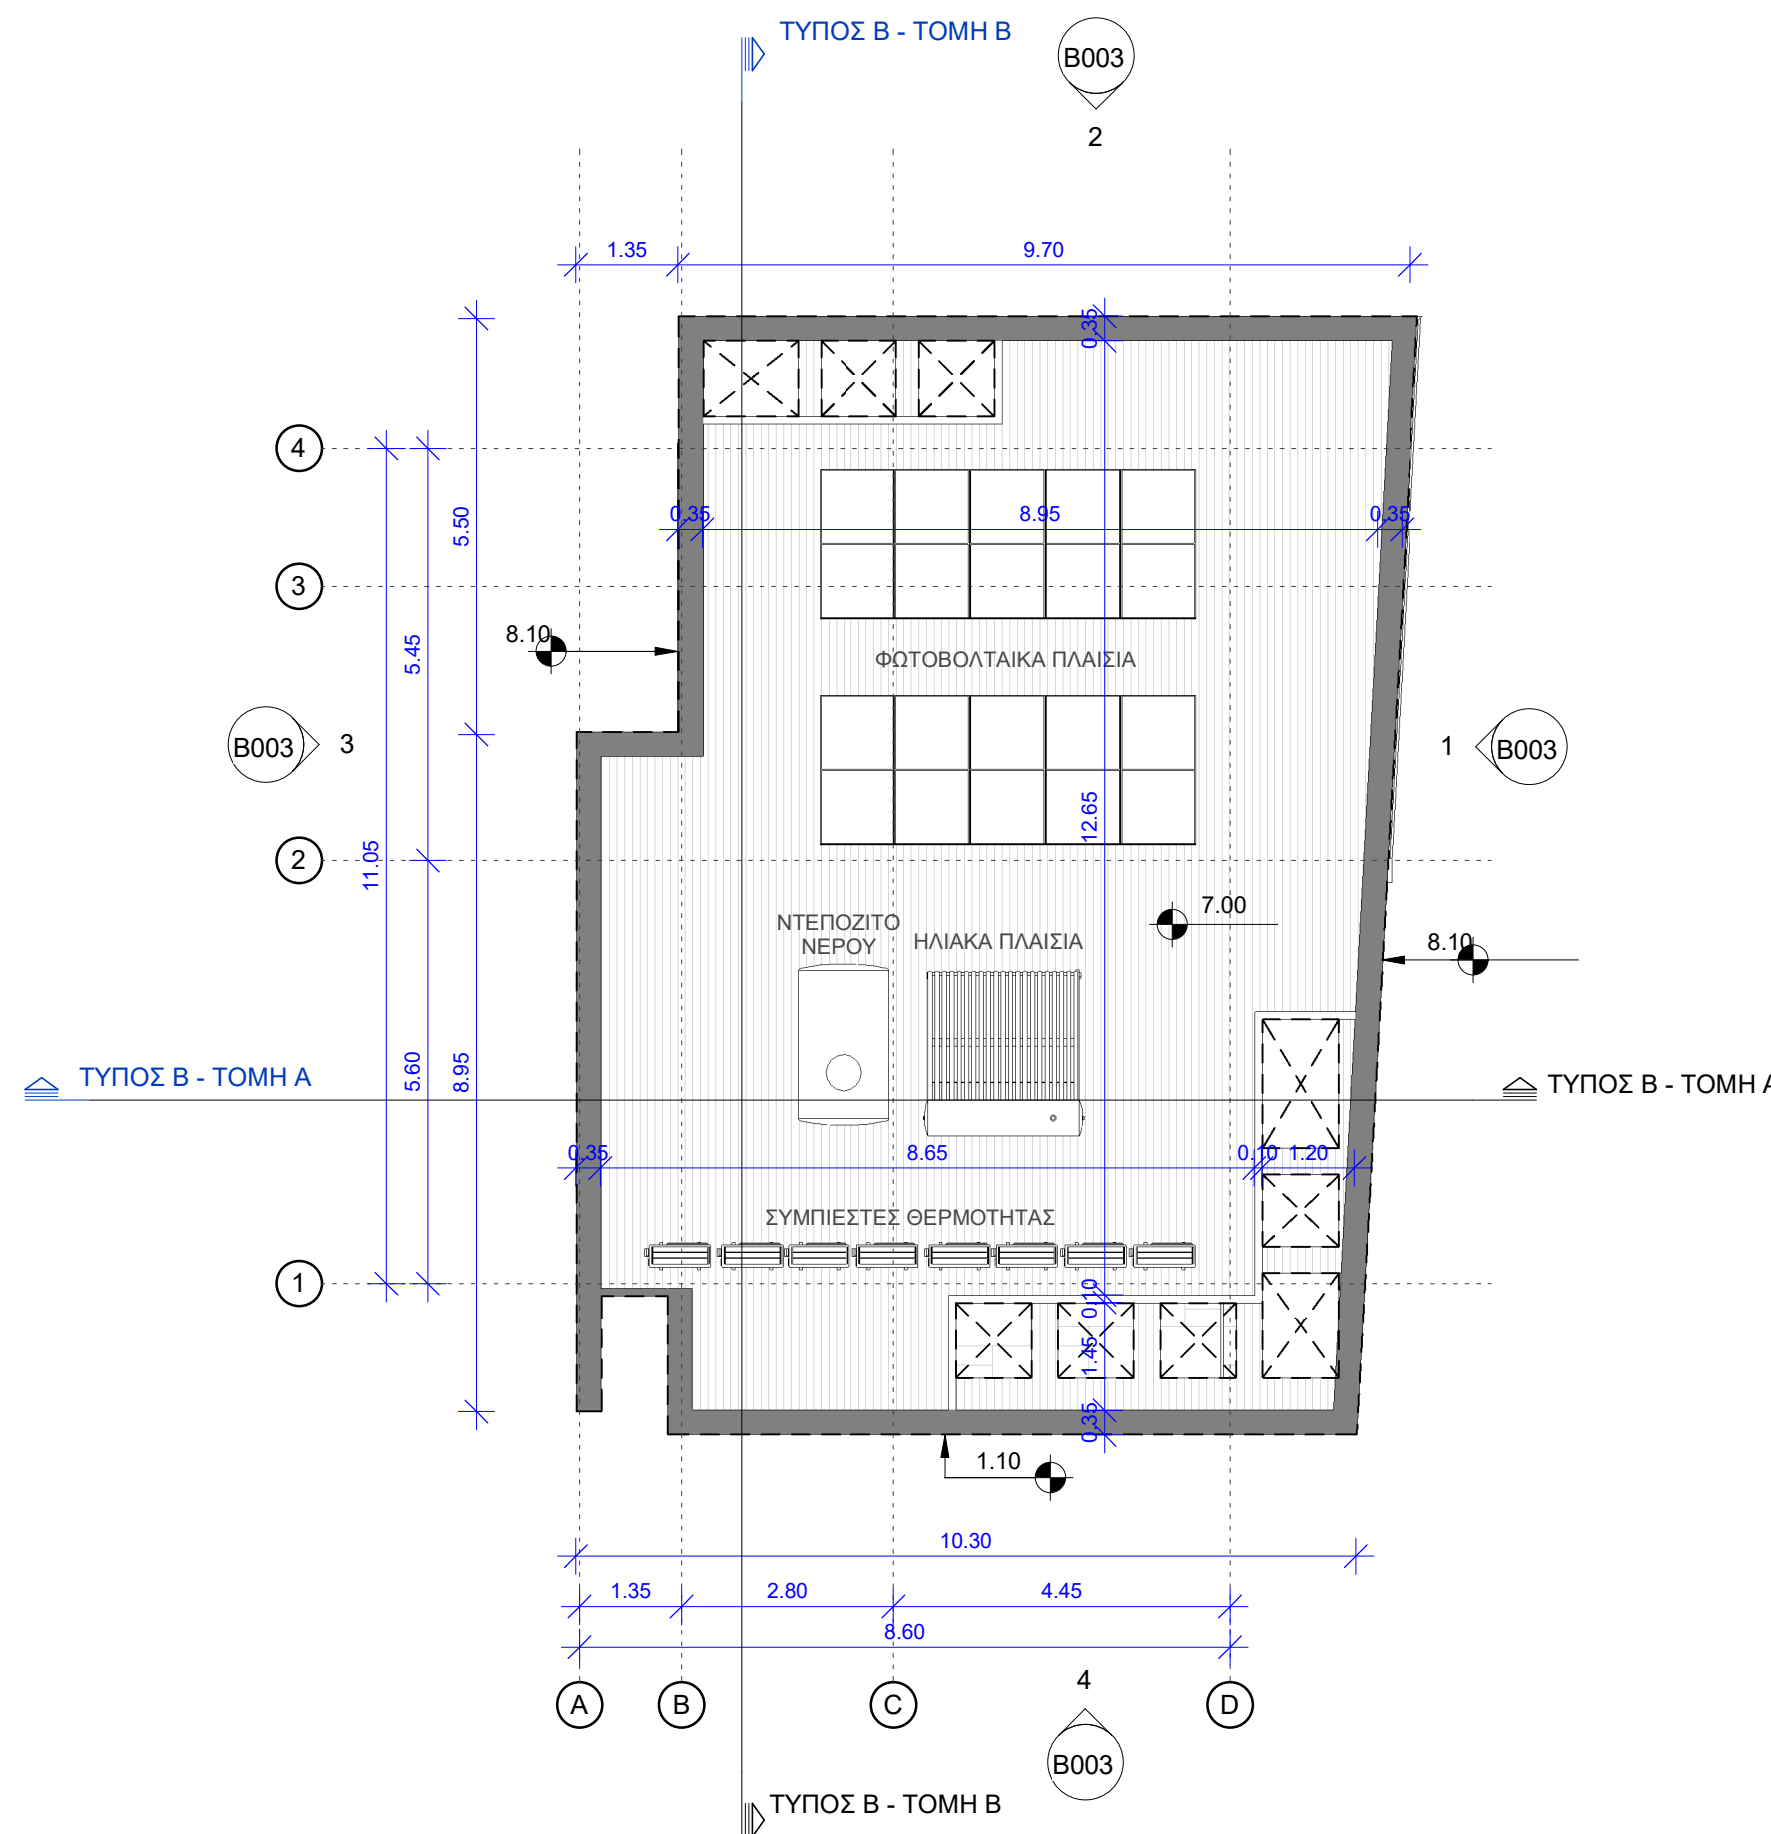 ΤΥΠΟΣ Β - ΤΟΜΗ Β
B003
2
1.35
9.70
0.35
4
5.50
0.35
8.95
0.35
3
8.10
5.45
ΦΩΤΟΒΟΛΤΑΙΚΑ ΠΛΑΙΣΙΑ
B003
3
1
B003
12.65
2
11.05
7.00
ΝΤΕΠΟΖΙΤΟ
ΝΕΡΟΥ
ΗΛΙΑΚΑ ΠΛΑΙΣΙΑ
8.10
5.60
8.95
ΤΥΠΟΣ Β - ΤΟΜΗ Α
ΤΥΠΟΣ Β - ΤΟΜΗ Α
0.35
8.65
0.10
1.20
ΣΥΜΠΙΕΣΤΕΣ ΘΕΡΜΟΤΗΤΑΣ
1
0.10
1.45
0.35
1.10
10.30
1.35
2.80
4.45
8.60
4
A
B
C
D
B003
ΤΥΠΟΣ Β - ΤΟΜΗ Β